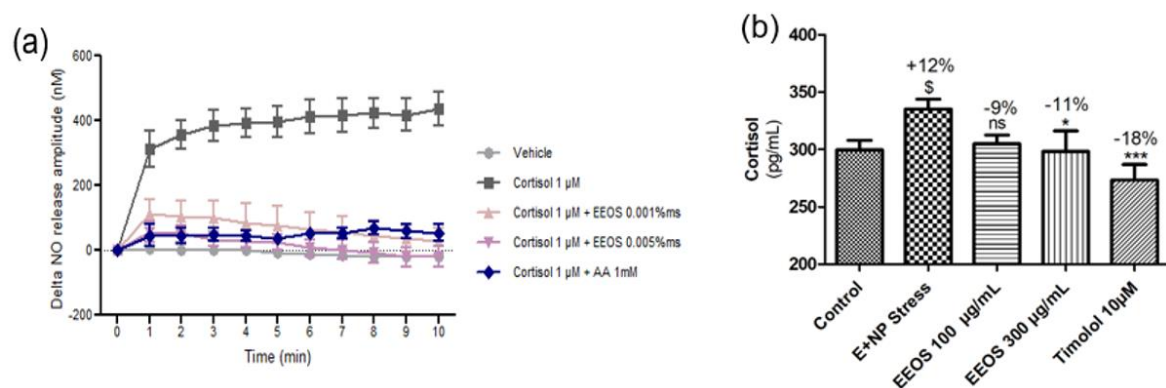 (a)
Delta NO release amplitude (nM)
600
400
200
0
-200
0 1 2 3 4 5 6 7 8 9 10
Time (min)
Vehicle
Cortisol 1 µM
Cortisol 1 µM + EEOS 0.001%ms
Cortisol 1 µM + EEOS 0.005%ms
Cortisol 1 µM + AA 1mM
(b)
Cortisol
(pg/mL)
400
350
300
250
200
+12%
$
-9%
ns
-11%
*
-18%
***
Control
E+NP Stress
EEOS 100 µg/mL
EEOS 300 µg/mL
Timolol 10µM